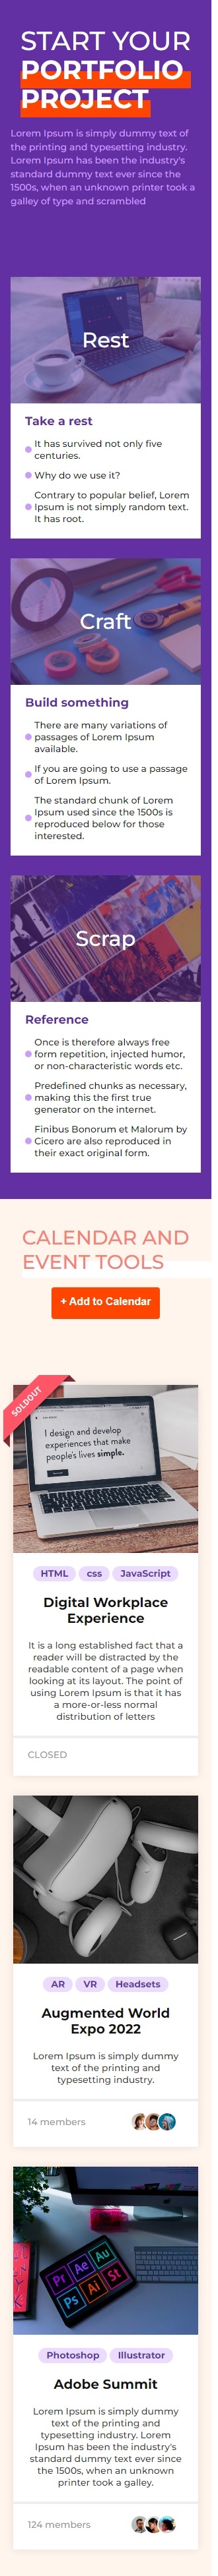 START YOUR
PORTFOLIO
PROJECT
Lorem Ipsum is simply dummy text of
the printing and typesetting industry.
Lorem Ipsum has been the industry's
standard dummy text ever since the
1500s, when an unknown printer took a
galley of type and scrambled
Rest
Take a rest
It has survived not only five
centuries.
Why do we use it?
Contrary to popular belief, Lorem
Ipsum is not simply random text.
It has root.
Craft
Build something
There are many variations of
passages of Lorem Ipsum
available.
If you are going to use a passage
of Lorem Ipsum.
The standard chunk of Lorem
Ipsum used since the 1500s is
reproduced below for those
interested.
Scrap
Reference
Once is therefore always free
form repetition, injected humor,
or non-characteristic words etc.
Predefined chunks as necessary,
making this the first true
generator on the internet.
Finibus Bonorum et Malorum by
Cicero are also reproduced in
their exact original form.
CALENDAR AND
EVENT TOOLS
+ Add to Calendar
SOLDOUT
I design and develop
experiences that make
people's lives simple.
HTML css JavaScript
Digital Workplace
Experience
It is a long established fact that a
reader will be distracted by the
readable content of a page when
looking at its layout. The point of
using Lorem Ipsum is that it has
a more-or-less normal
distribution of letters
CLOSED
AR VR Headsets
Augmented World
Expo 2022
Lorem Ipsum is simply dummy
text of the printing and
typesetting industry.
14 members
Pr Ae Au
Ps Ai St
Photoshop Illustrator
Adobe Summit
Lorem Ipsum is simply dummy
text of the printing and
typesetting industry. Lorem
Ipsum has been the industry's
standard dummy text ever since
the 1500s, when an unknown
printer took a galley.
124 members